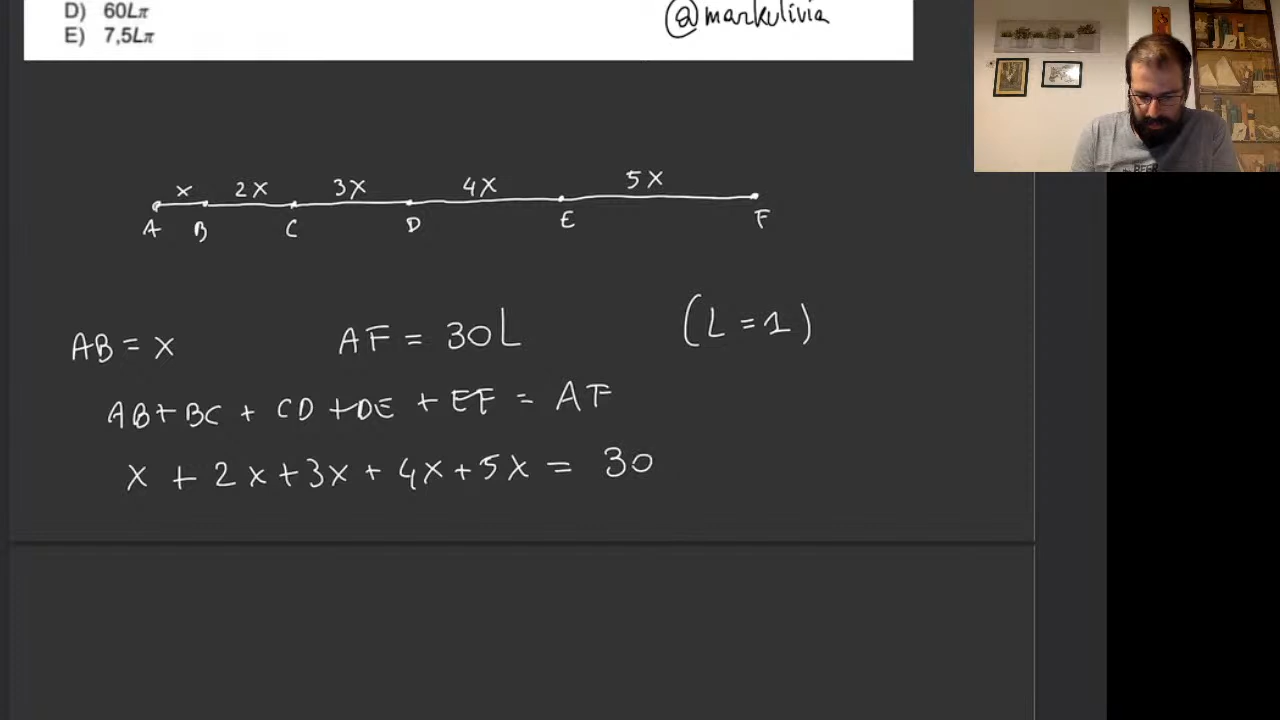 D) 60Lπ
E) 7,5Lπ
@markulivia
x 2x 3x 4x 5x
A B C D E F
AB = x AF = 30L (L = 1)
AB + BC + CD + DE + EF = AF
x + 2x + 3x + 4x + 5x = 30